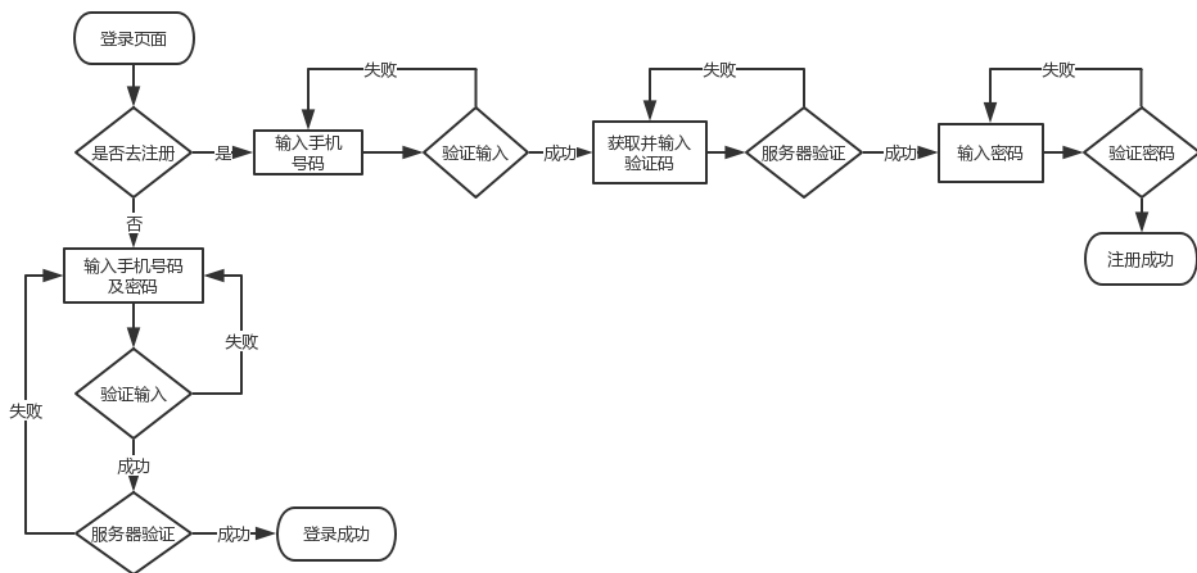 登录页面
失败
失败
失败
是否去注册
是
输入手机
号码
验证输入
成功
获取并输入
验证码
服务器验证
成功
输入密码
验证密码
否
注册成功
输入手机号码
及密码
失败
验证输入
失败
成功
服务器验证
成功
登录成功